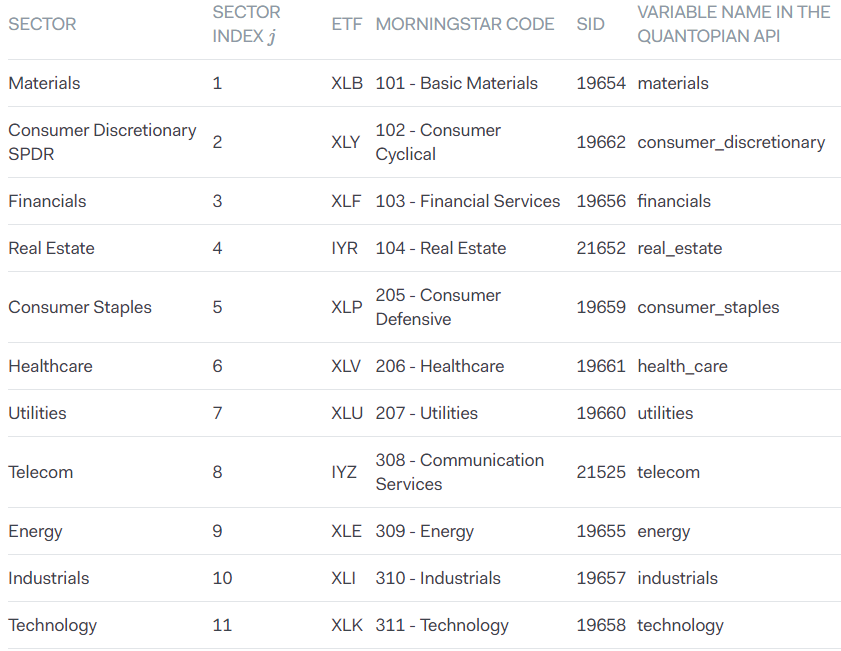 SECTOR SECTOR INDEX j ETF MORNINGSTAR CODE SID VARIABLE NAME IN THE QUANTOPIAN API
Materials 1 XLB 101 - Basic Materials 19654 materials
Consumer Discretionary SPDR 2 XLY 102 - Consumer Cyclical 19662 consumer_discretionary
Financials 3 XLF 103 - Financial Services 19656 financials
Real Estate 4 IYR 104 - Real Estate 21652 real_estate
Consumer Staples 5 XLP 205 - Consumer Defensive 19659 consumer_staples
Healthcare 6 XLV 206 - Healthcare 19661 health_care
Utilities 7 XLU 207 - Utilities 19660 utilities
Telecom 8 IYZ 308 - Communication Services 21525 telecom
Energy 9 XLE 309 - Energy 19655 energy
Industrials 10 XLI 310 - Industrials 19657 industrials
Technology 11 XLK 311 - Technology 19658 technology